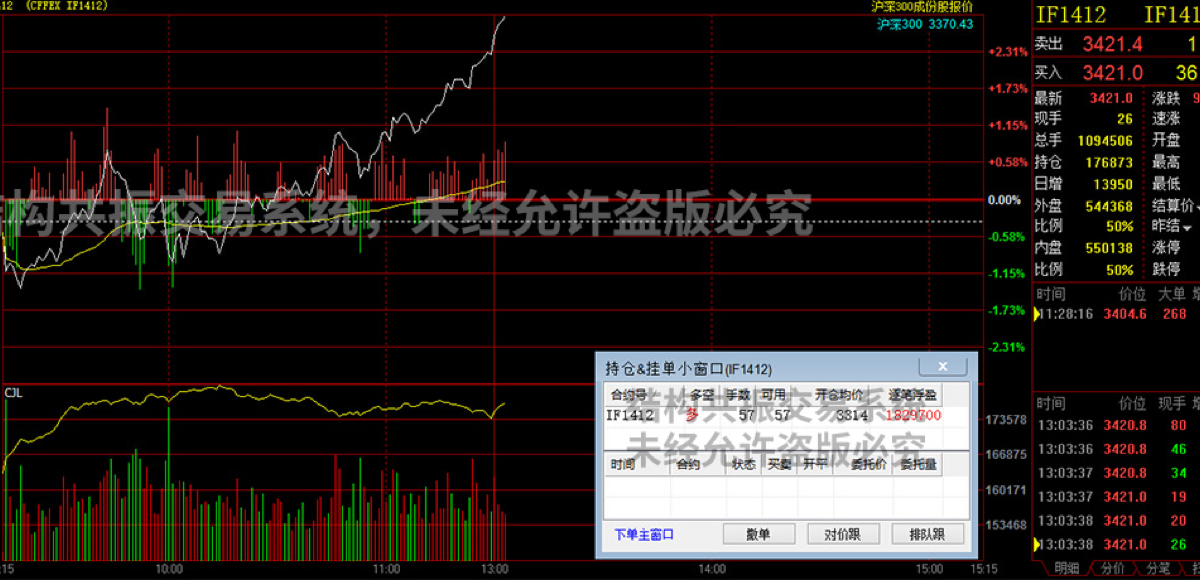 12 (CFFEX IF1412)
沪深300成份股报价
沪深300 3370.43
+2.31%
+1.73%
+1.15%
+0.58%
0.00%
-0.58%
-1.15%
-1.73%
-2.31%
结构共振交易系统，未经允许盗版必究
CJL
173578
166875
160171
153468
:15 10:00 11:00 13:00 14:00 15:00 15:15
持仓&挂单小窗口(IF1412)
合约号 多空 手数 可用 开仓均价 逐笔浮盈
IF1412 多 57 57 3314 1829700
结构共振交易系统
未经允许盗版必究
时间 合约 状态 买卖 开平 委托价 委托量
下单主窗口 撤单 对价跟 排队跟
IF1412 IF141
卖出 3421.4 1
买入 3421.0 36
最新 3421.0 涨跌 9
现手 26 速涨
总手 1094506 开盘
持仓 176873 最高
日增 13950 最低
外盘 544368 结算价
比例 50% 昨结
内盘 550138 涨停
比例 50% 跌停
时间 价位 大单 增
11:28:16 3404.6 268
时间 价位 现手 增
13:03:36 3420.8 80
13:03:36 3420.8 46
13:03:37 3420.8 34
13:03:37 3421.0 19
13:03:38 3421.0 20
13:03:38 3421.0 26
明细 分价 分笔